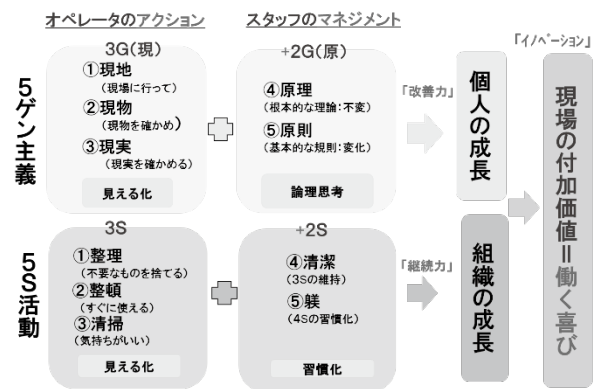 オペレータのアクション
スタッフのマネジメント
5ゲン主義
3G(現)
①現地
(現場に行って)
②現物
(現物を確かめ)
③現実
(現実を確かめる)
見える化
+2G(原)
④原理
(根本的な理論:不変)
⑤原則
(基本的な規則:変化)
論理思考
「改善力」
個人の成長
「イノベーション」
現場の付加価値=働く喜び
5S活動
3S
①整理
(不要なものを捨てる)
②整頓
(すぐに使える)
③清掃
(気持ちがいい)
見える化
+2S
④清潔
(3Sの維持)
⑤躾
(4Sの習慣化)
習慣化
「継続力」
組織の成長